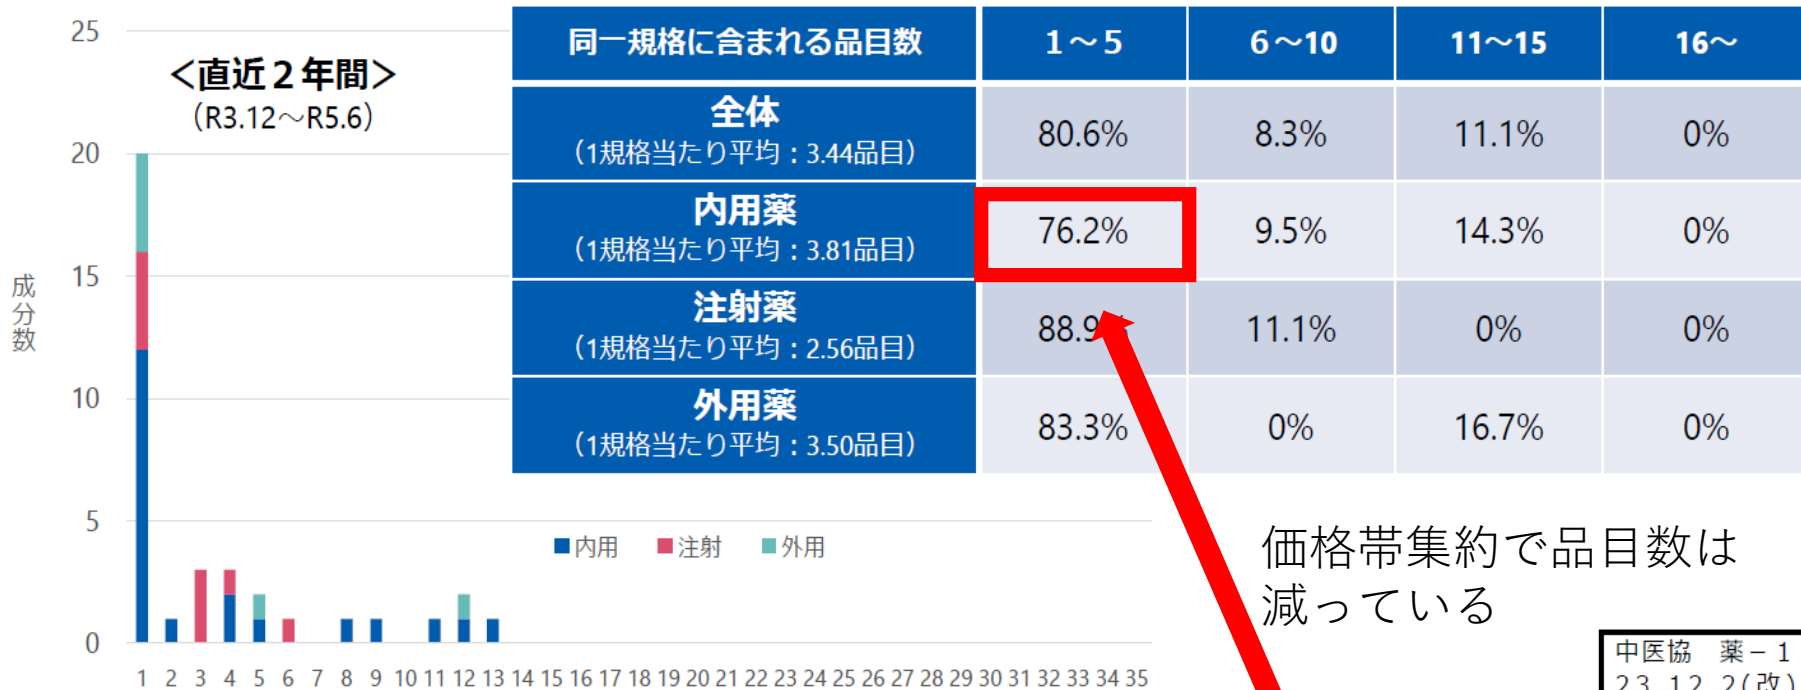 25
＜直近２年間＞
（R3.12～R5.6）
20
15
10
5
0
成分数
1 2 3 4 5 6 7 8 9 10 11 12 13 14 15 16 17 18 19 20 21 22 23 24 25 26 27 28 29 30 31 32 33 34 35
■内用 ■注射 ■外用
同一規格に含まれる品目数 1～5 6～10 11～15 16～
全体 80.6% 8.3% 11.1% 0%
（1規格当たり平均：3.44品目）
内用薬 76.2% 9.5% 14.3% 0%
（1規格当たり平均：3.81品目）
注射薬 88.9 11.1% 0% 0%
（1規格当たり平均：2.56品目）
外用薬 83.3% 0% 16.7% 0%
（1規格当たり平均：3.50品目）
価格帯集約で品目数は
減っている
中医協 薬－１
23.12.2(改)